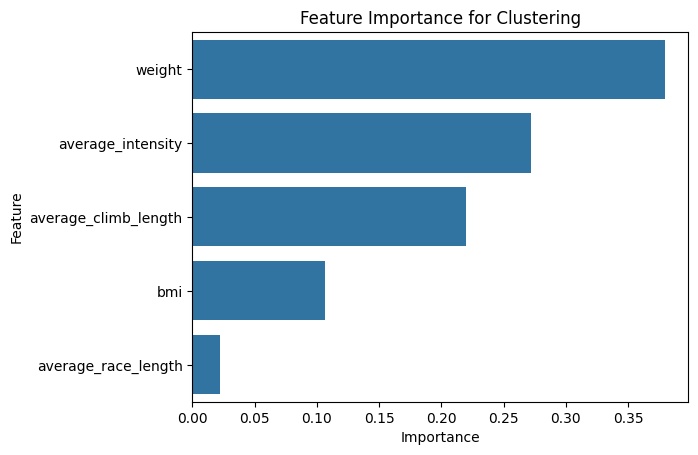 Feature Importance for Clustering
Feature
weight
average_intensity
average_climb_length
bmi
average_race_length
0.00 0.05 0.10 0.15 0.20 0.25 0.30 0.35
Importance